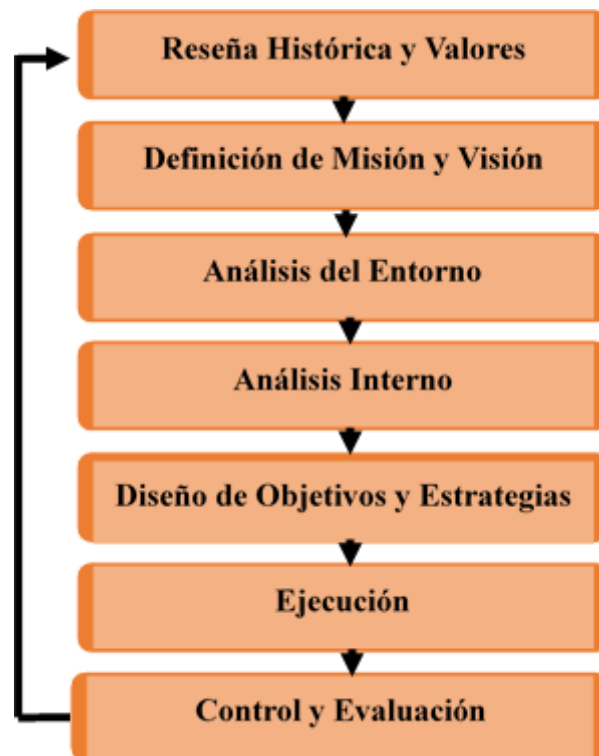 Reseña Histórica y Valores
Definición de Misión y Visión
Análisis del Entorno
Análisis Interno
Diseño de Objetivos y Estrategias
Ejecución
Control y Evaluación